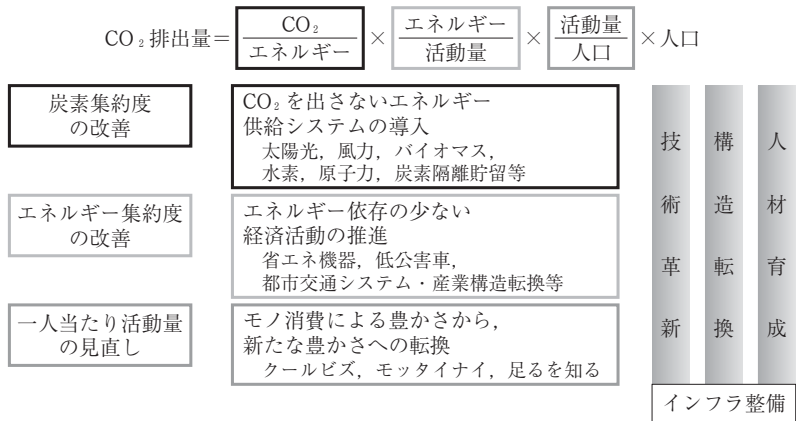 CO₂排出量＝CO₂/エネルギー×エネルギー/活動量×活動量/人口×人口
炭素集約度
の改善
CO₂を出さないエネルギー
供給システムの導入
太陽光，風力，バイオマス，
水素，原子力，炭素隔離貯留等
エネルギー集約度
の改善
エネルギー依存の少ない
経済活動の推進
省エネ機器，低公害車，
都市交通システム・産業構造転換等
一人当たり活動量
の見直し
モノ消費による豊かさから，
新たな豊かさへの転換
クールビズ，モッタイナイ，足るを知る
技術革新
構造転換
人材育成
インフラ整備